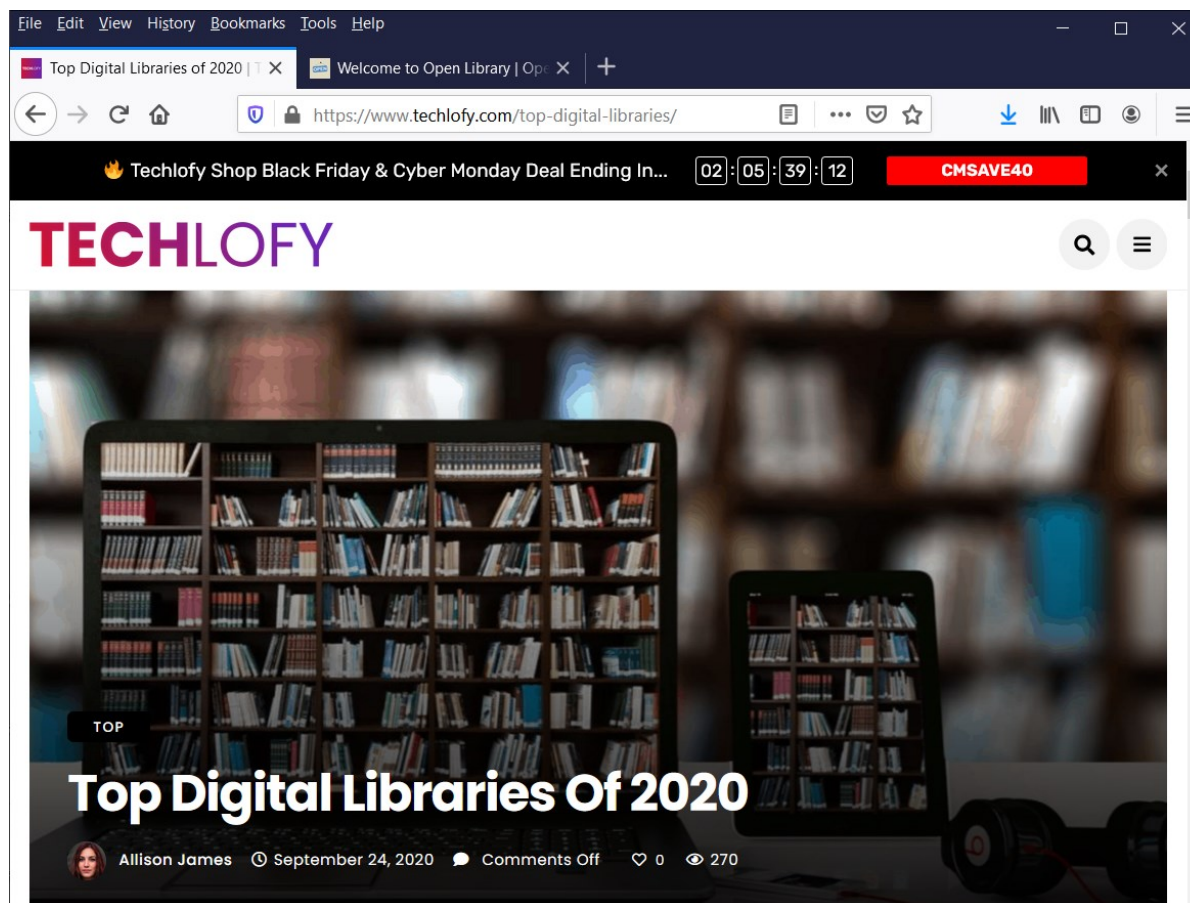 File Edit View History Bookmarks Tools Help
Top Digital Libraries of 2020 | T
Welcome to Open Library | Ope
https://www.techlofy.com/top-digital-libraries/
Techlofy Shop Black Friday & Cyber Monday Deal Ending In... 02:05:39:12 CMSAVE40
TECHLOFY
TOP
Top Digital Libraries Of 2020
Allison James September 24, 2020 Comments Off 0 270